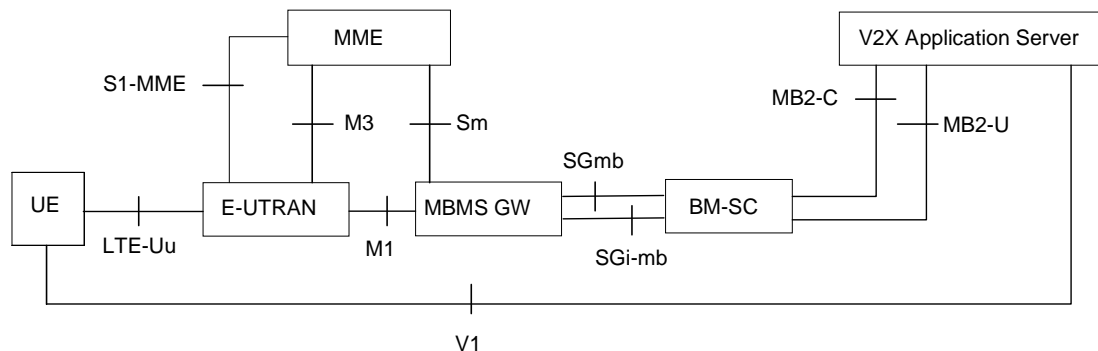 MME
V2X Application Server
S1-MME
MB2-C
M3
Sm
MB2-U
SGmb
UE
E-UTRAN
MBMS GW
BM-SC
LTE-Uu
M1
SGi-mb
V1